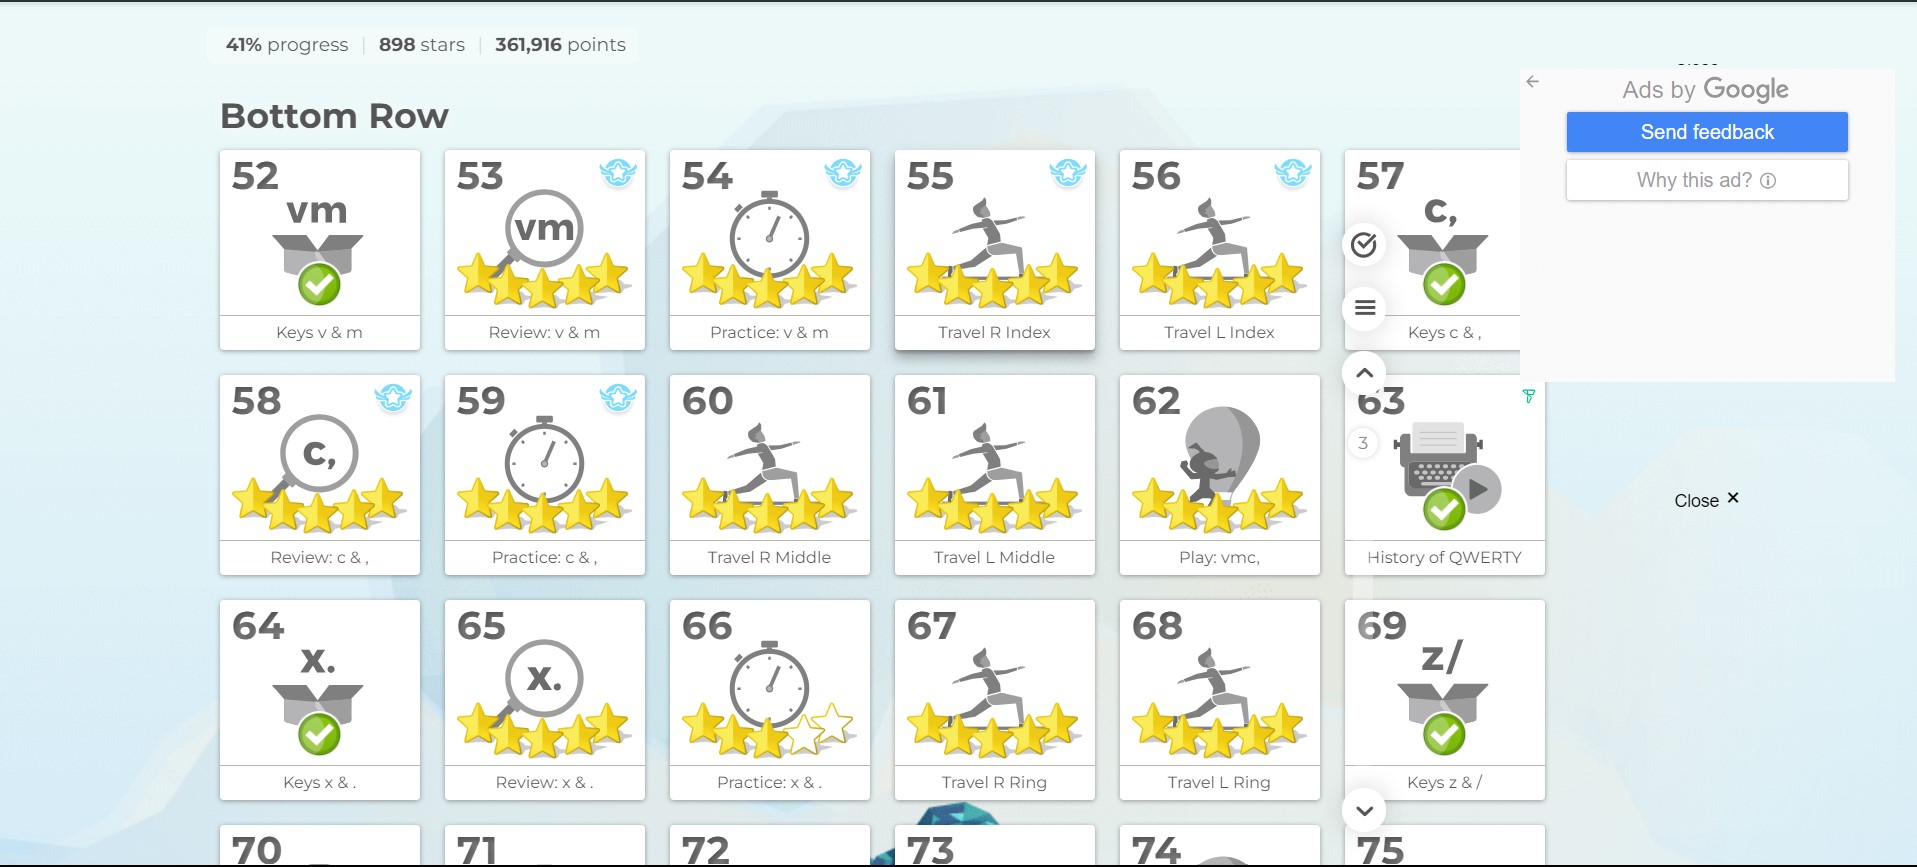 41% progress | 898 stars | 361,916 points
Ads by Google
Send feedback
Why this ad?
Bottom Row
52 53 54 55 56 57
vm vm c,
Keys v & m Review: v & m Practice: v & m Travel R Index Travel L Index Keys c & ,
58 59 60 61 62 63
c, 3
Close ×
Review: c & , Practice: c & , Travel R Middle Travel L Middle Play: vmc, History of QWERTY
64 65 66 67 68 69
x. x. z/
Keys x & . Review: x & . Practice: x & . Travel R Ring Travel L Ring Keys z & /
70 71 72 73 74 75